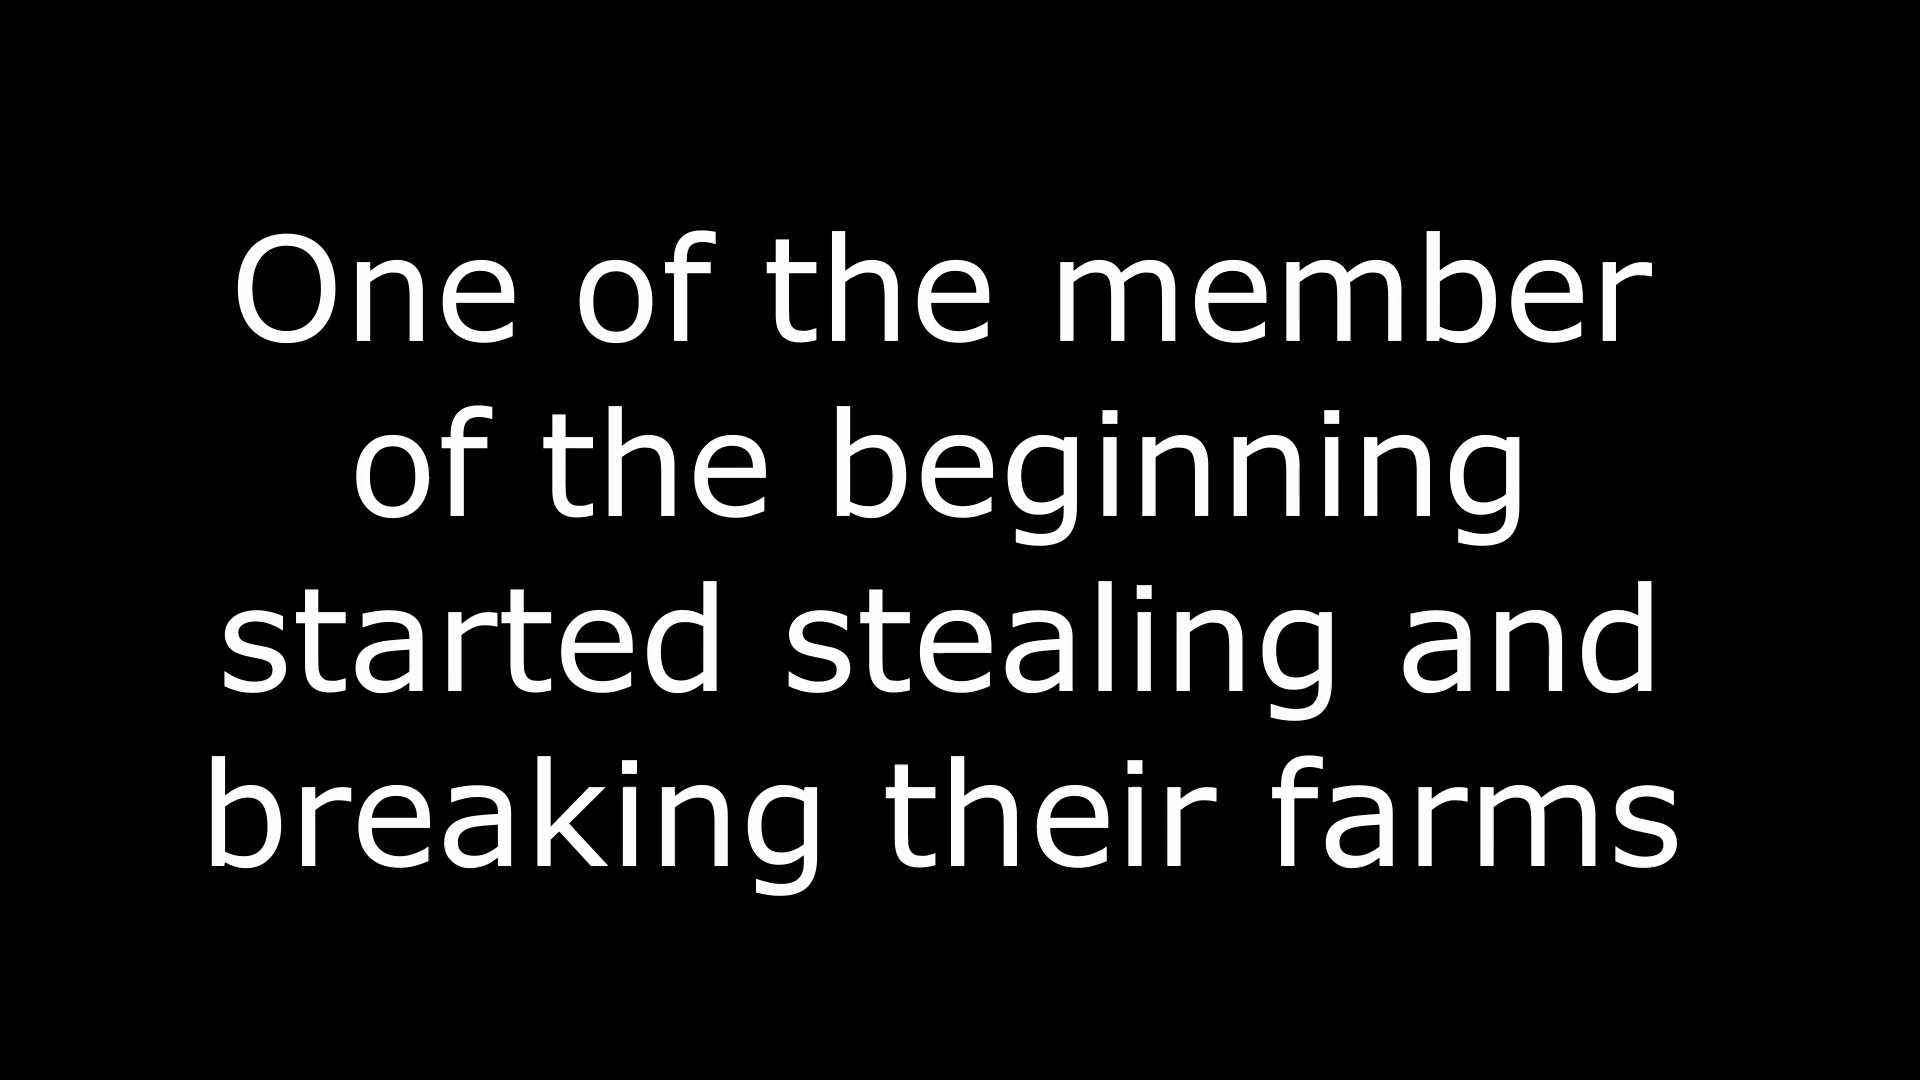 One of the member
of the beginning
started stealing and
breaking their farms